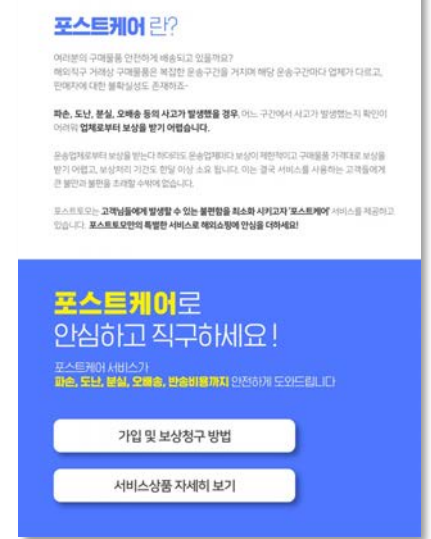 포스트케어란?
여러분의 구매물품 안전하게 배송되고 있을까요?
해외직구 거래상 구매물품은 복잡한 운송구간을 거치며 해당 운송구간마다 업체가 다르고,
판매자에 대한 불확실성도 존재하죠~
파손, 도난, 분실, 오배송 등의 사고가 발생했을 경우, 어느 구간에서 사고가 발생했는지 확인이
어려워 업체로부터 보상을 받기 어렵습니다.
운송업체로부터 보상을 받는다 하더라도 운송업체마다 보상이 제한적이고 구매물품 가격대로 보상을
받기 어렵고, 보상처리 기간도 한달 이상 소요 됩니다. 이는 결국 서비스를 사용하는 고객들에게
큰 불만과 불편을 초래할 수밖에 없습니다.
포스트토모는 고객님들에게 발생할 수 있는 불편함을 최소화 시키고자 '포스트케어' 서비스를 제공하고
있습니다. 포스트토모만의 특별한 서비스로 해외쇼핑에 안심을 더하세요!
포스트케어로
안심하고 직구하세요!
포스트케어 서비스가
파손, 도난, 분실, 오배송, 반송비용까지 안전하게 도와드립니다
가입 및 보상청구 방법
서비스상품 자세히 보기